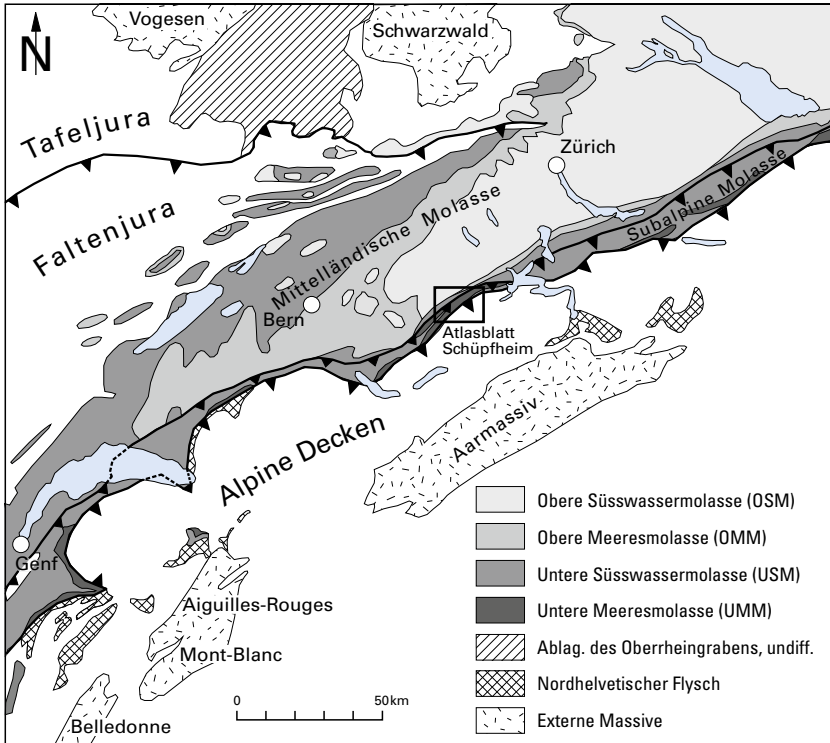 Vogesen
Schwarzwald
N
Tafeljura
Zürich
Faltenjura
Mittelländische Molasse
Subalpine Molasse
Bern
Atlasblatt
Schüpfheim
Aarmassiv
Alpine Decken
Genf
Aiguilles-Rouges
Mont-Blanc
Belledonne
0
50 km
Obere Süsswassermolasse (OSM)
Obere Meeresmolasse (OMM)
Untere Süsswassermolasse (USM)
Untere Meeresmolasse (UMM)
Ablag. des Oberrheingrabens, undiff.
Nordhelvetischer Flysch
Externe Massive